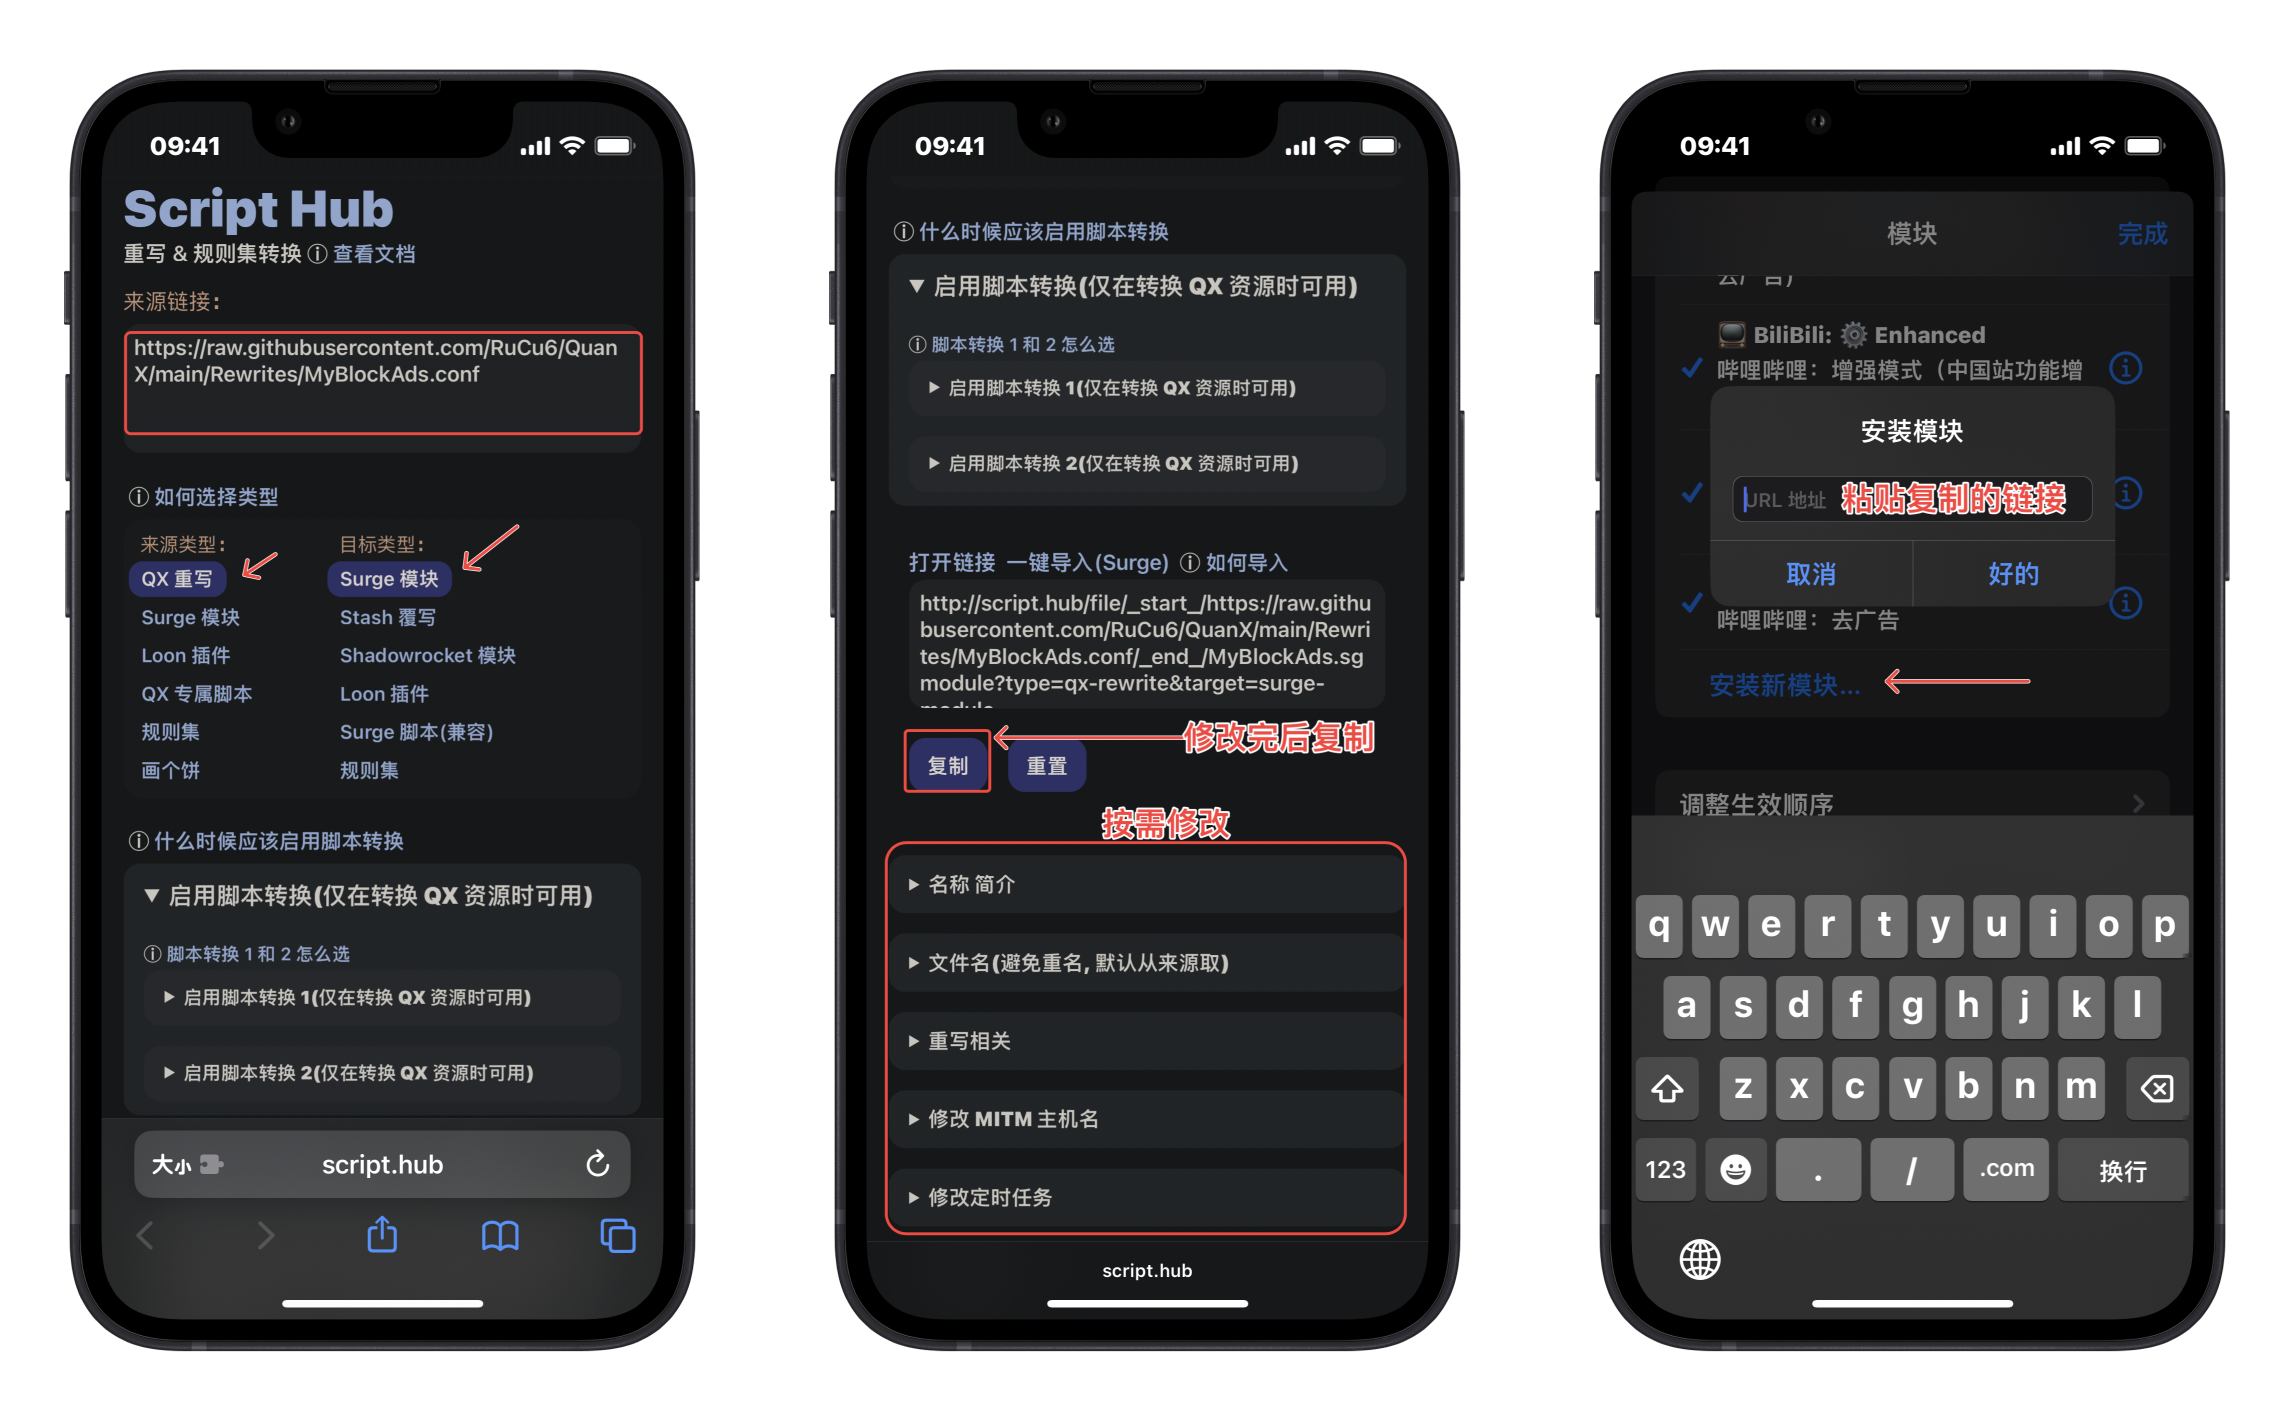 09:41
Script Hub
重写 & 规则集转换 ⓘ 查看文档
来源链接:
https://raw.githubusercontent.com/RuCu6/Quan
X/main/Rewrites/MyBlockAds.conf
ⓘ 如何选择类型
来源类型: 目标类型:
QX 重写 Surge 模块
Surge 模块 Stash 覆写
Loon 插件 Shadowrocket 模块
QX 专属脚本 Loon 插件
规则集 Surge 脚本(兼容)
画个饼 规则集
ⓘ 什么时候应该启用脚本转换
▼ 启用脚本转换(仅在转换 QX 资源时可用)
ⓘ 脚本转换 1 和 2 怎么选
▶ 启用脚本转换 1(仅在转换 QX 资源时可用)
▶ 启用脚本转换 2(仅在转换 QX 资源时可用)
大小 script.hub
09:41
ⓘ 什么时候应该启用脚本转换
▼ 启用脚本转换(仅在转换 QX 资源时可用)
ⓘ 脚本转换 1 和 2 怎么选
▶ 启用脚本转换 1(仅在转换 QX 资源时可用)
▶ 启用脚本转换 2(仅在转换 QX 资源时可用)
打开链接 一键导入(Surge) ⓘ 如何导入
http://script.hub/file/_start_/https://raw.githu
busercontent.com/RuCu6/QuanX/main/Rewri
tes/MyBlockAds.conf/_end_/MyBlockAds.sg
module?type=qx-rewrite&target=surge-
修改完后复制
复制 重置
按需修改
▶ 名称 简介
▶ 文件名(避免重名, 默认从来源取)
▶ 重写相关
▶ 修改 MITM 主机名
▶ 修改定时任务
script.hub
09:41
模块 完成
去广告)
BiliBili: Enhanced
哔哩哔哩: 增强模式（中国站功能增
安装模块
URL 地址 粘贴复制的链接
取消 好的
哔哩哔哩: 去广告
安装新模块...
调整生效顺序
q w e r t y u i o p
a s d f g h j k l
z x c v b n m
123 . / .com 换行